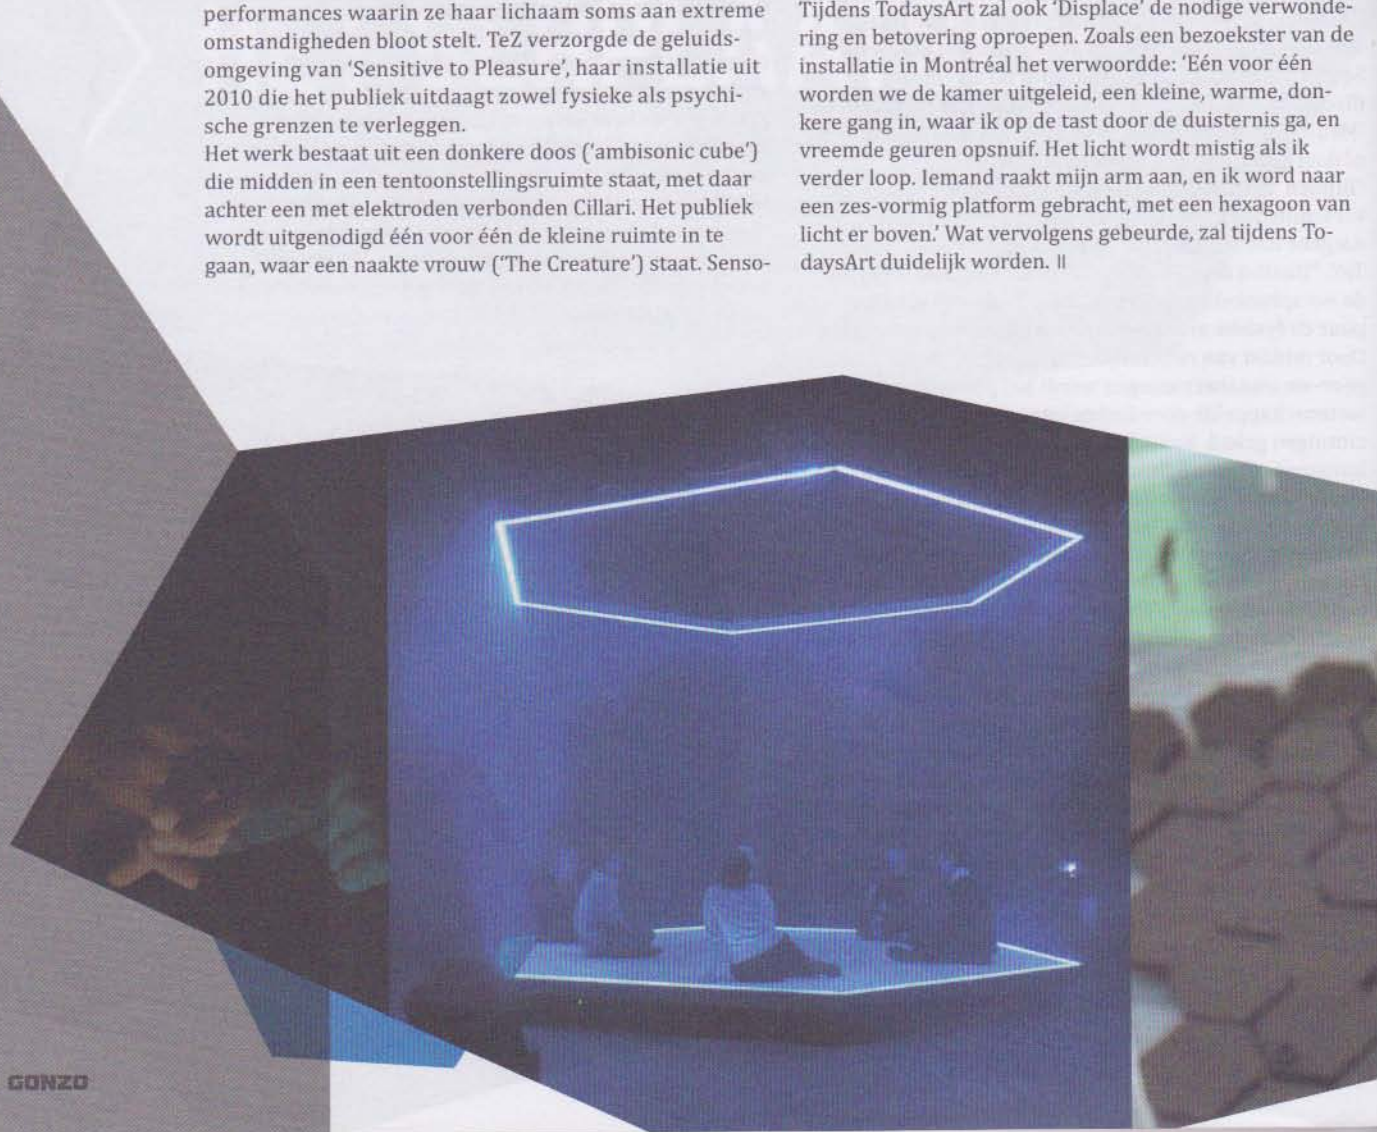 performances waarin ze haar lichaam soms aan extreme
omstandigheden bloot stelt. TeZ verzorgde de geluids-
omgeving van ‘Sensitive to Pleasure’, haar installatie uit
2010 die het publiek uitdaagt zowel fysieke als psychi-
sche grenzen te verleggen.
Het werk bestaat uit een donkere doos (‘ambisonic cube’)
die midden in een tentoonstellingsruimte staat, met daar
achter een met elektroden verbonden Cillari. Het publiek
wordt uitgenodigd één voor één de kleine ruimte in te
gaan, waar een naakte vrouw (‘The Creature’) staat. Senso-
Tijdens TodaysArt zal ook ‘Displace’ de nodige verwonde-
ring en betovering oproepen. Zoals een bezoekster van de
installatie in Montréal het verwoordde: ‘Eén voor één
worden we de kamer uitgeleid, een kleine, warme, don-
kere gang in, waar ik op de tast door de duisternis ga, en
vreemde geuren opsnuif. Het licht wordt mistig als ik
verder loop. Iemand raakt mijn arm aan, en ik word naar
een zes-vormig platform gebracht, met een hexagoon van
licht er boven.’ Wat vervolgens gebeurde, zal tijdens To-
daysArt duidelijk worden. ||
GONZO